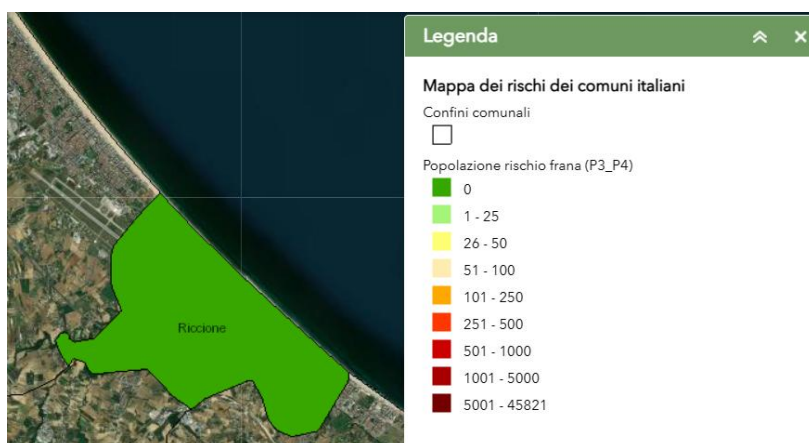 Riccione
Legenda
Mappa dei rischi dei comuni italiani
Confini comunali
Popolazione rischio frana (P3_P4)
0
1 - 25
26 - 50
51 - 100
101 - 250
251 - 500
501 - 1000
1001 - 5000
5001 - 45821